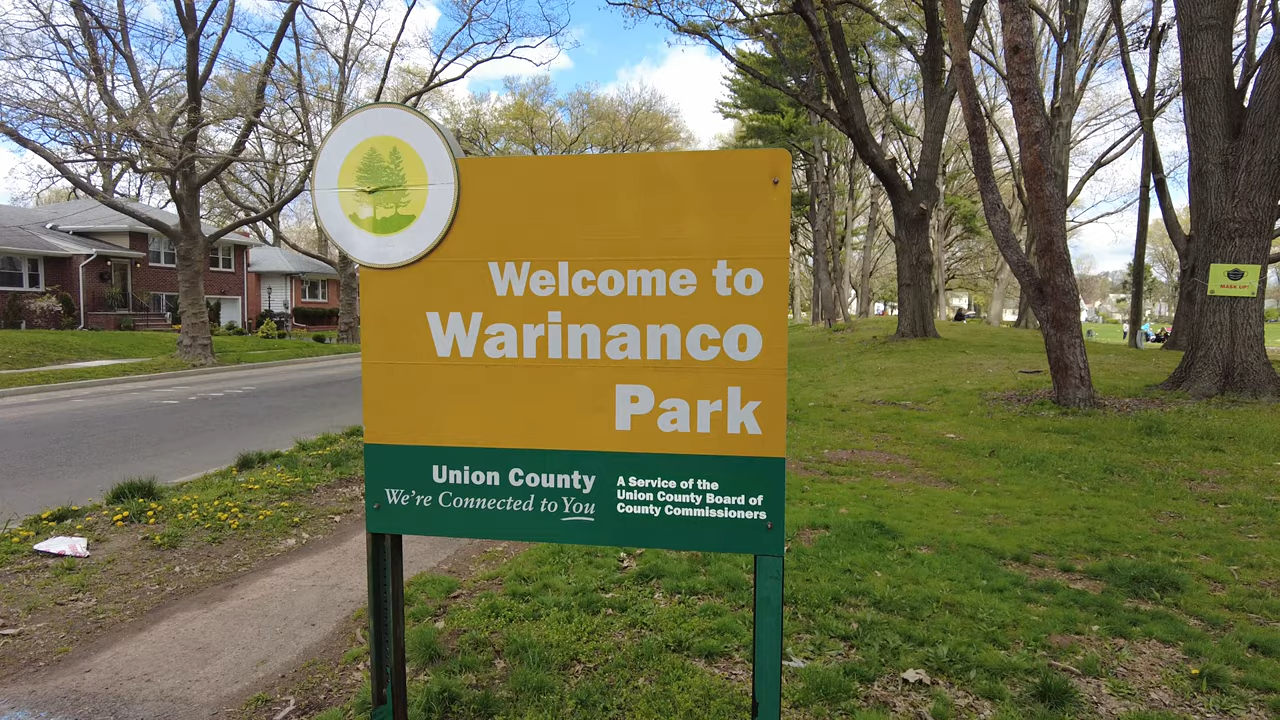 Welcome to
Warinanco
Park
Union County
We're Connected to You
A Service of the
Union County Board of
County Commissioners
MASK UP!